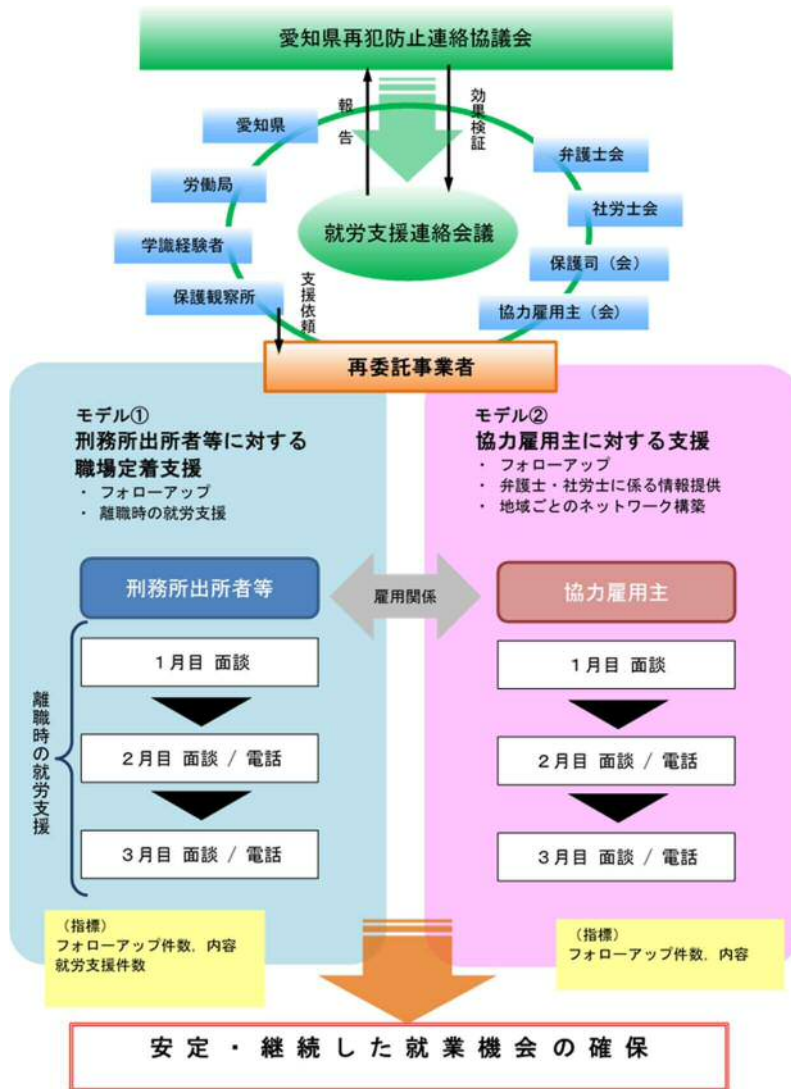 愛知県再犯防止連絡協議会
報告
効果検証
愛知県
労働局
学識経験者
保護観察所
弁護士会
社労士会
保護司（会）
協力雇用主（会）
就労支援連絡会議
支援依頼
再委託事業者
モデル①
刑務所出所者等に対する
職場定着支援
・ フォローアップ
・ 離職時の就労支援
モデル②
協力雇用主に対する支援
・ フォローアップ
・ 弁護士・社労士に係る情報提供
・ 地域ごとのネットワーク構築
刑務所出所者等
雇用関係
協力雇用主
離職時の就労支援
１月目 面談
２月目 面談 / 電話
３月目 面談 / 電話
１月目 面談
２月目 面談 / 電話
３月目 面談 / 電話
（指標）
フォローアップ件数，内容
就労支援件数
（指標）
フォローアップ件数，内容
安定・継続した就業機会の確保